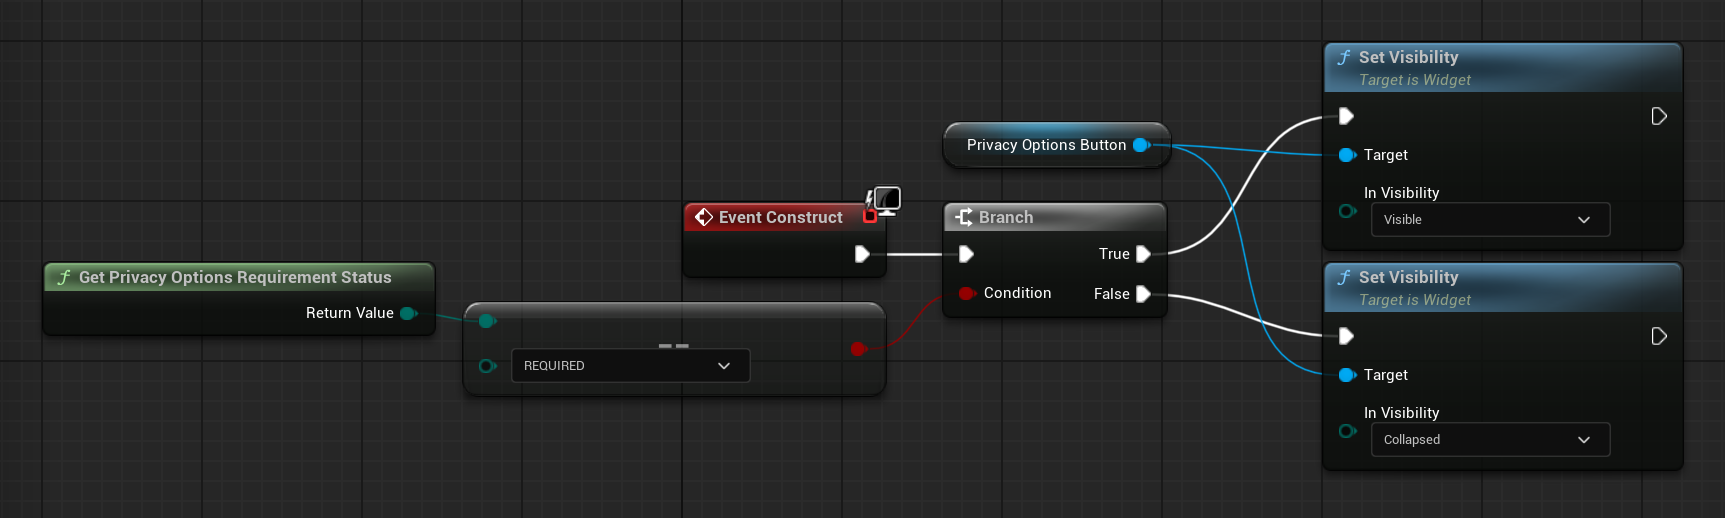 Get Privacy Options Requirement Status
Return Value
==
REQUIRED
Event Construct
Privacy Options Button
Branch
True
Condition
False
Set Visibility
Target is Widget
Target
In Visibility
Visible
Set Visibility
Target is Widget
Target
In Visibility
Collapsed